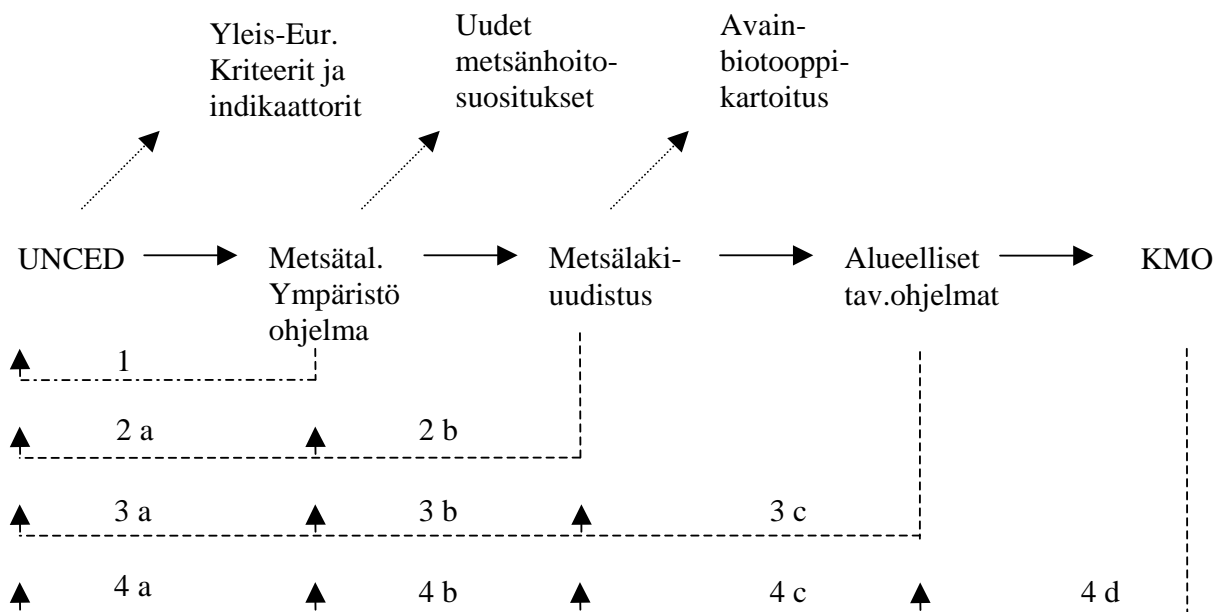 Yleis-Eur.
Kriteerit ja
indikaattorit
Uudet
metsänhoito-
suositukset
Avain-
biotooppi-
kartoitus
UNCED
Metsätal.
Ympäristö
ohjelma
Metsälaki-
uudistus
Alueelliset
tav.ohjelmat
KMO
1
2 a
2 b
3 a
3 b
3 c
4 a
4 b
4 c
4 d